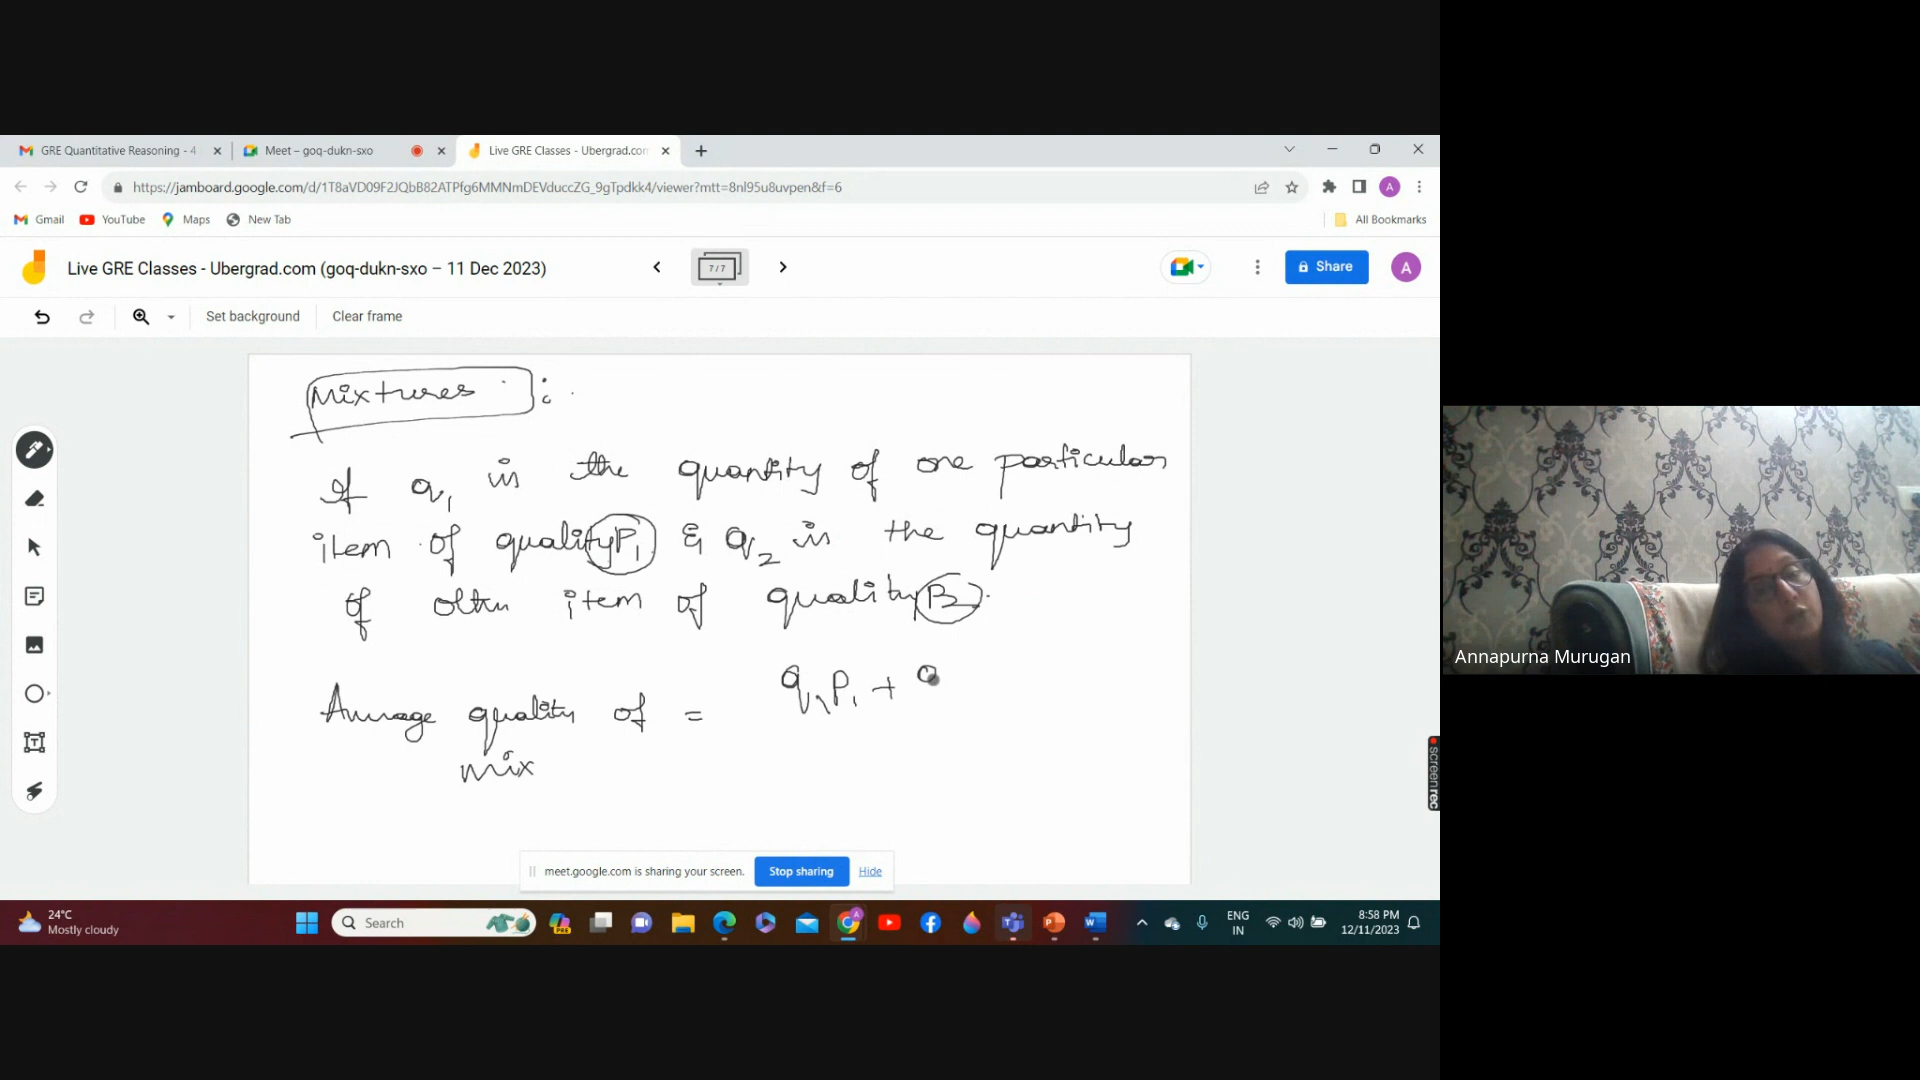 GRE Quantitative Reasoning - 4
Meet – goq-dukn-sxo
Live GRE Classes - Ubergrad.com
https://jamboard.google.com/d/1T8aVD09F2JQbB82ATPfg6MMNmDEVduccZG_9gTpdkk4/viewer?mtt=8nl95u8uvpen&f=6
A
Gmail YouTube Maps New Tab All Bookmarks
Live GRE Classes - Ubergrad.com (goq-dukn-sxo – 11 Dec 2023)
7 / 7
Share
A
Set background Clear frame
Mixtures :
If q1 is the quantity of one particular
item of quality P1 & q2 is the quantity
of other item of quality P2.
Average quality of =
mix
q1P1 +
meet.google.com is sharing your screen. Stop sharing Hide
screenrec
Annapurna Murugan
24°C
Mostly cloudy
Search
PRE
ENG
IN
8:58 PM
12/11/2023